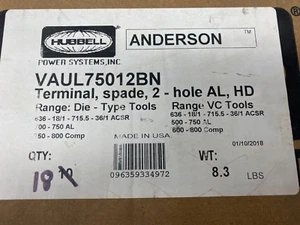 HUBBELL
POWER SYSTEMS, INC
ANDERSON
TM
VAUL75012BN
Terminal, spade, 2 - hole AL, HD
Range: Die - Type Tools Range VC Tools
636 - 18/1 - 715.5 - 36/1 ACSR 636 - 18/1 - 715.5 - 36/1 ACSR
700 - 750 AL 500 - 750 AL
650 - 800 Comp 600 - 800 Comp
MADE IN U.S.A. 01/10/2018
QTY: WT:
18 8.3 LBS
096359334972